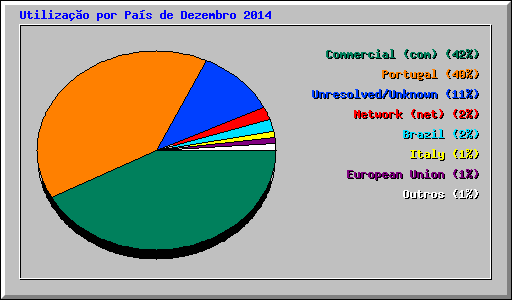 Utilização por País de Dezembro 2014
Commercial (com) (42%)
Portugal (40%)
Unresolved/Unknown (11%)
Network (net) (2%)
Brazil (2%)
Italy (1%)
European Union (1%)
Outros (1%)